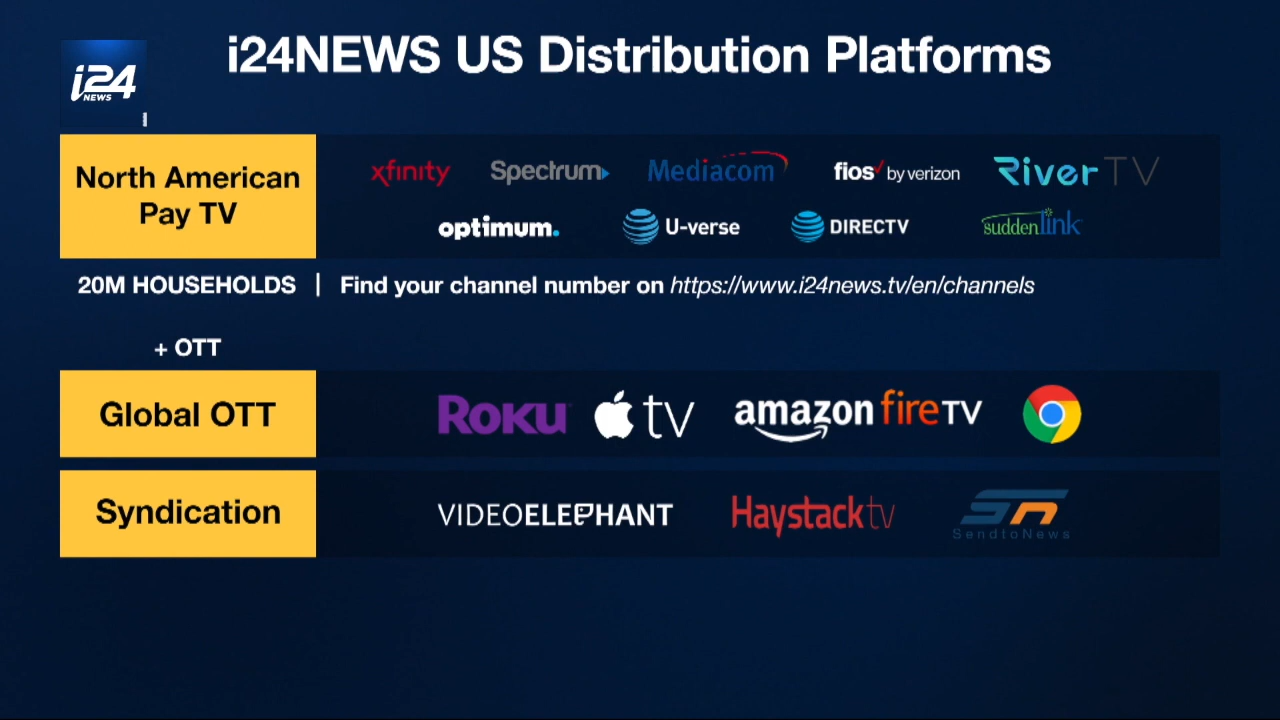 i24NEWS US Distribution Platforms
i24
NEWS
North American
Pay TV
xfinity Spectrum Mediacom fios by verizon RiverTV
optimum. U-verse DIRECTV suddenlink
20M HOUSEHOLDS | Find your channel number on https://www.i24news.tv/en/channels
+ OTT
Global OTT
ROKU tv amazon fireTV
Syndication
VIDEOELEPHANT Haystack tv SN
SendtoNews